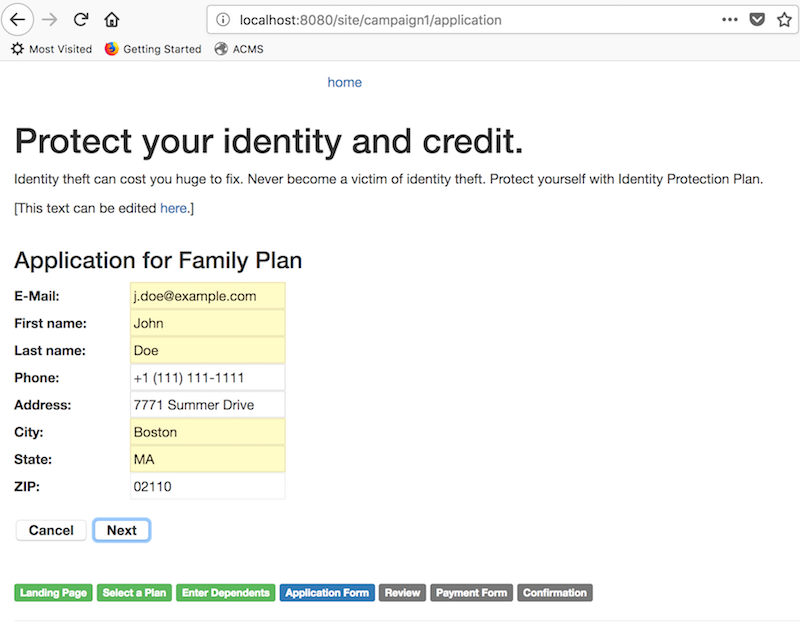 localhost:8080/site/campaign1/application
Most Visited Getting Started ACMS
home
Protect your identity and credit.
Identity theft can cost you huge to fix. Never become a victim of identity theft. Protect yourself with Identity Protection Plan.
[This text can be edited here.]
Application for Family Plan
E-Mail: j.doe@example.com
First name: John
Last name: Doe
Phone: +1 (111) 111-1111
Address: 7771 Summer Drive
City: Boston
State: MA
ZIP: 02110
Cancel Next
Landing Page Select a Plan Enter Dependents Application Form Review Payment Form Confirmation